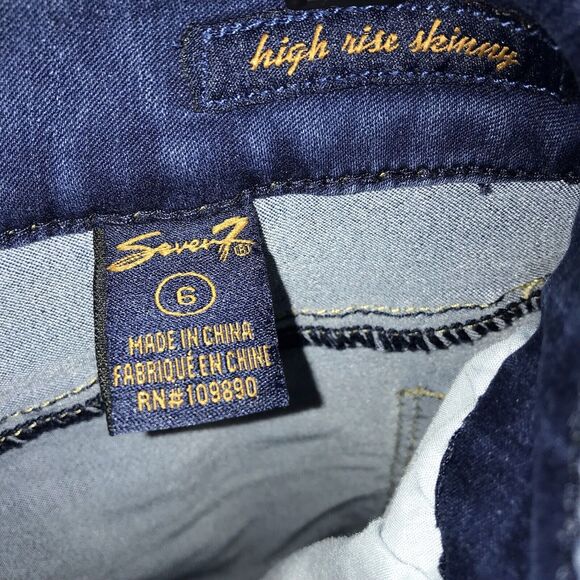 high rise skinny
Seven7®
6
MADE IN CHINA
FABRIQUÉ EN CHINE
RN#109890